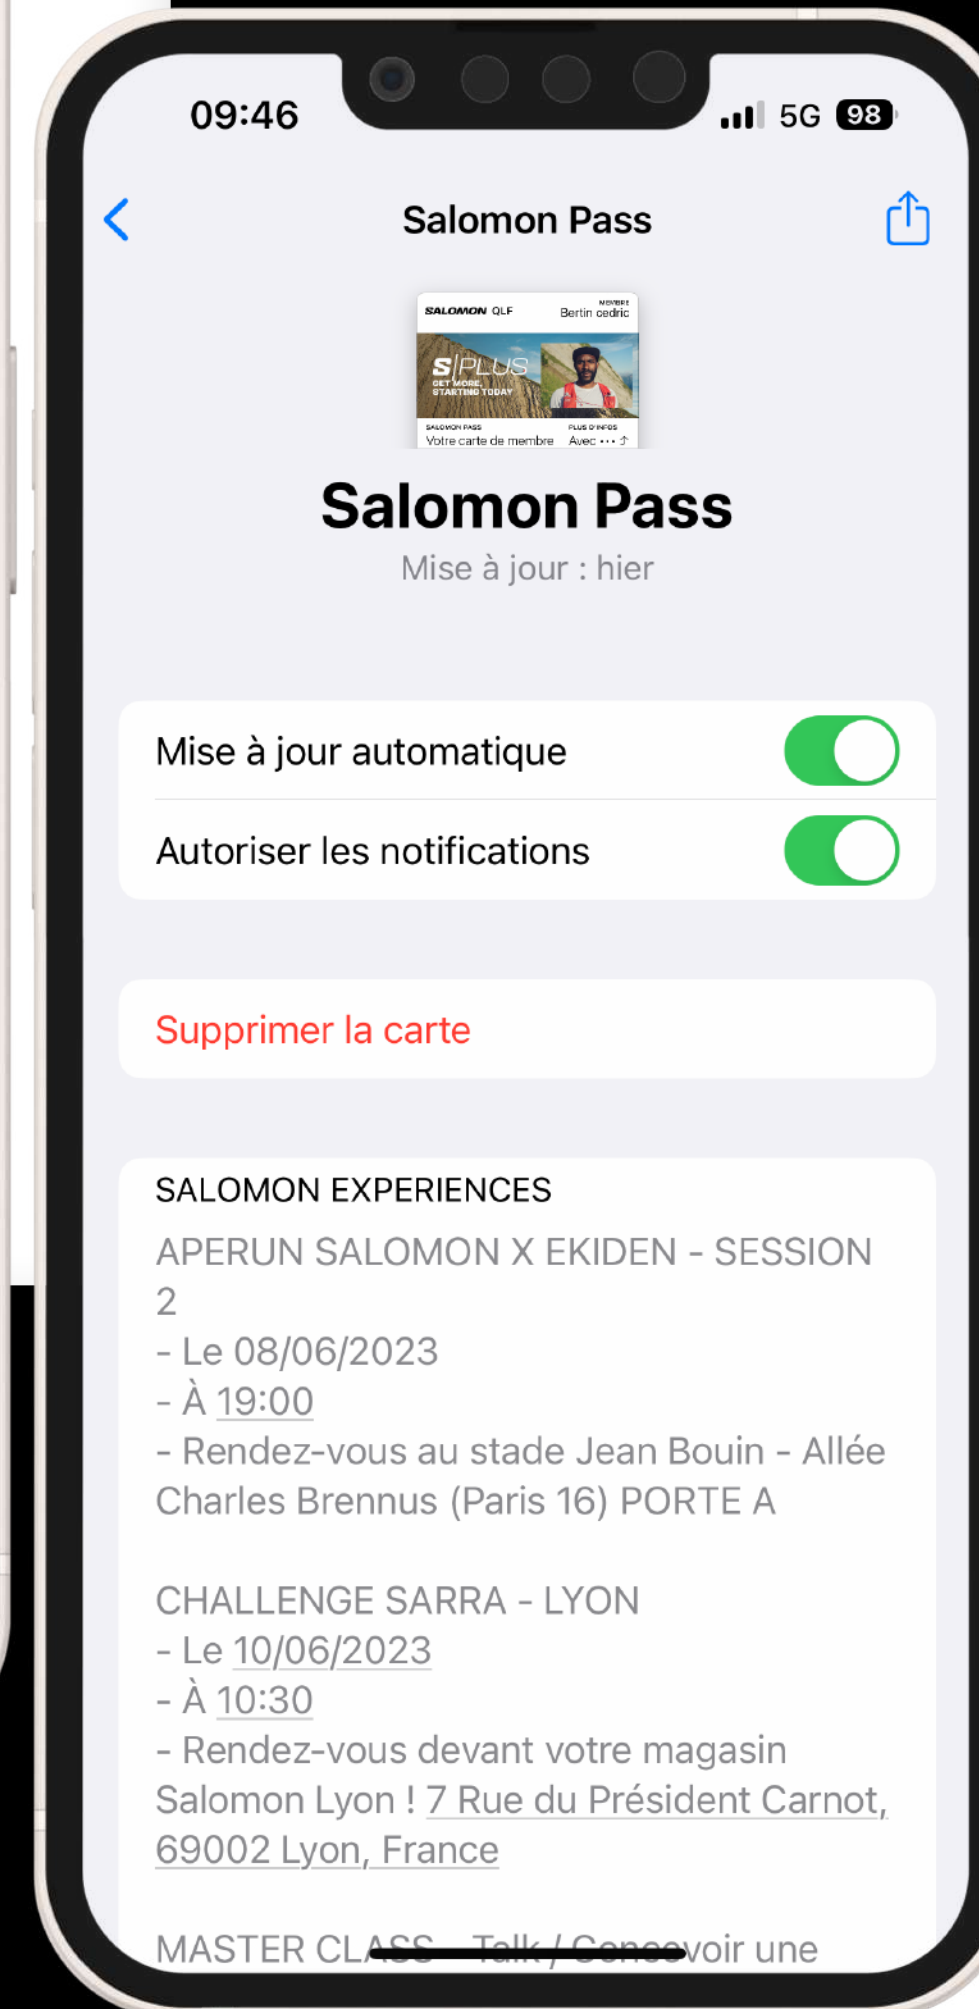 09:46
5G 98
Salomon Pass
MEMBRE
SALOMON QLF
Bertin cedric
S|PLUS
GET MORE,
STARTING TODAY
SALOMON PASS
PLUS D'INFOS
Votre carte de membre
Avec •••
Salomon Pass
Mise à jour : hier
Mise à jour automatique
Autoriser les notifications
Supprimer la carte
SALOMON EXPERIENCES
APERUN SALOMON X EKIDEN - SESSION
2
- Le 08/06/2023
- À 19:00
- Rendez-vous au stade Jean Bouin - Allée
Charles Brennus (Paris 16) PORTE A
CHALLENGE SARRA - LYON
- Le 10/06/2023
- À 10:30
- Rendez-vous devant votre magasin
Salomon Lyon ! 7 Rue du Président Carnot,
69002 Lyon, France
MASTER CLASS - Talk / Concevoir une